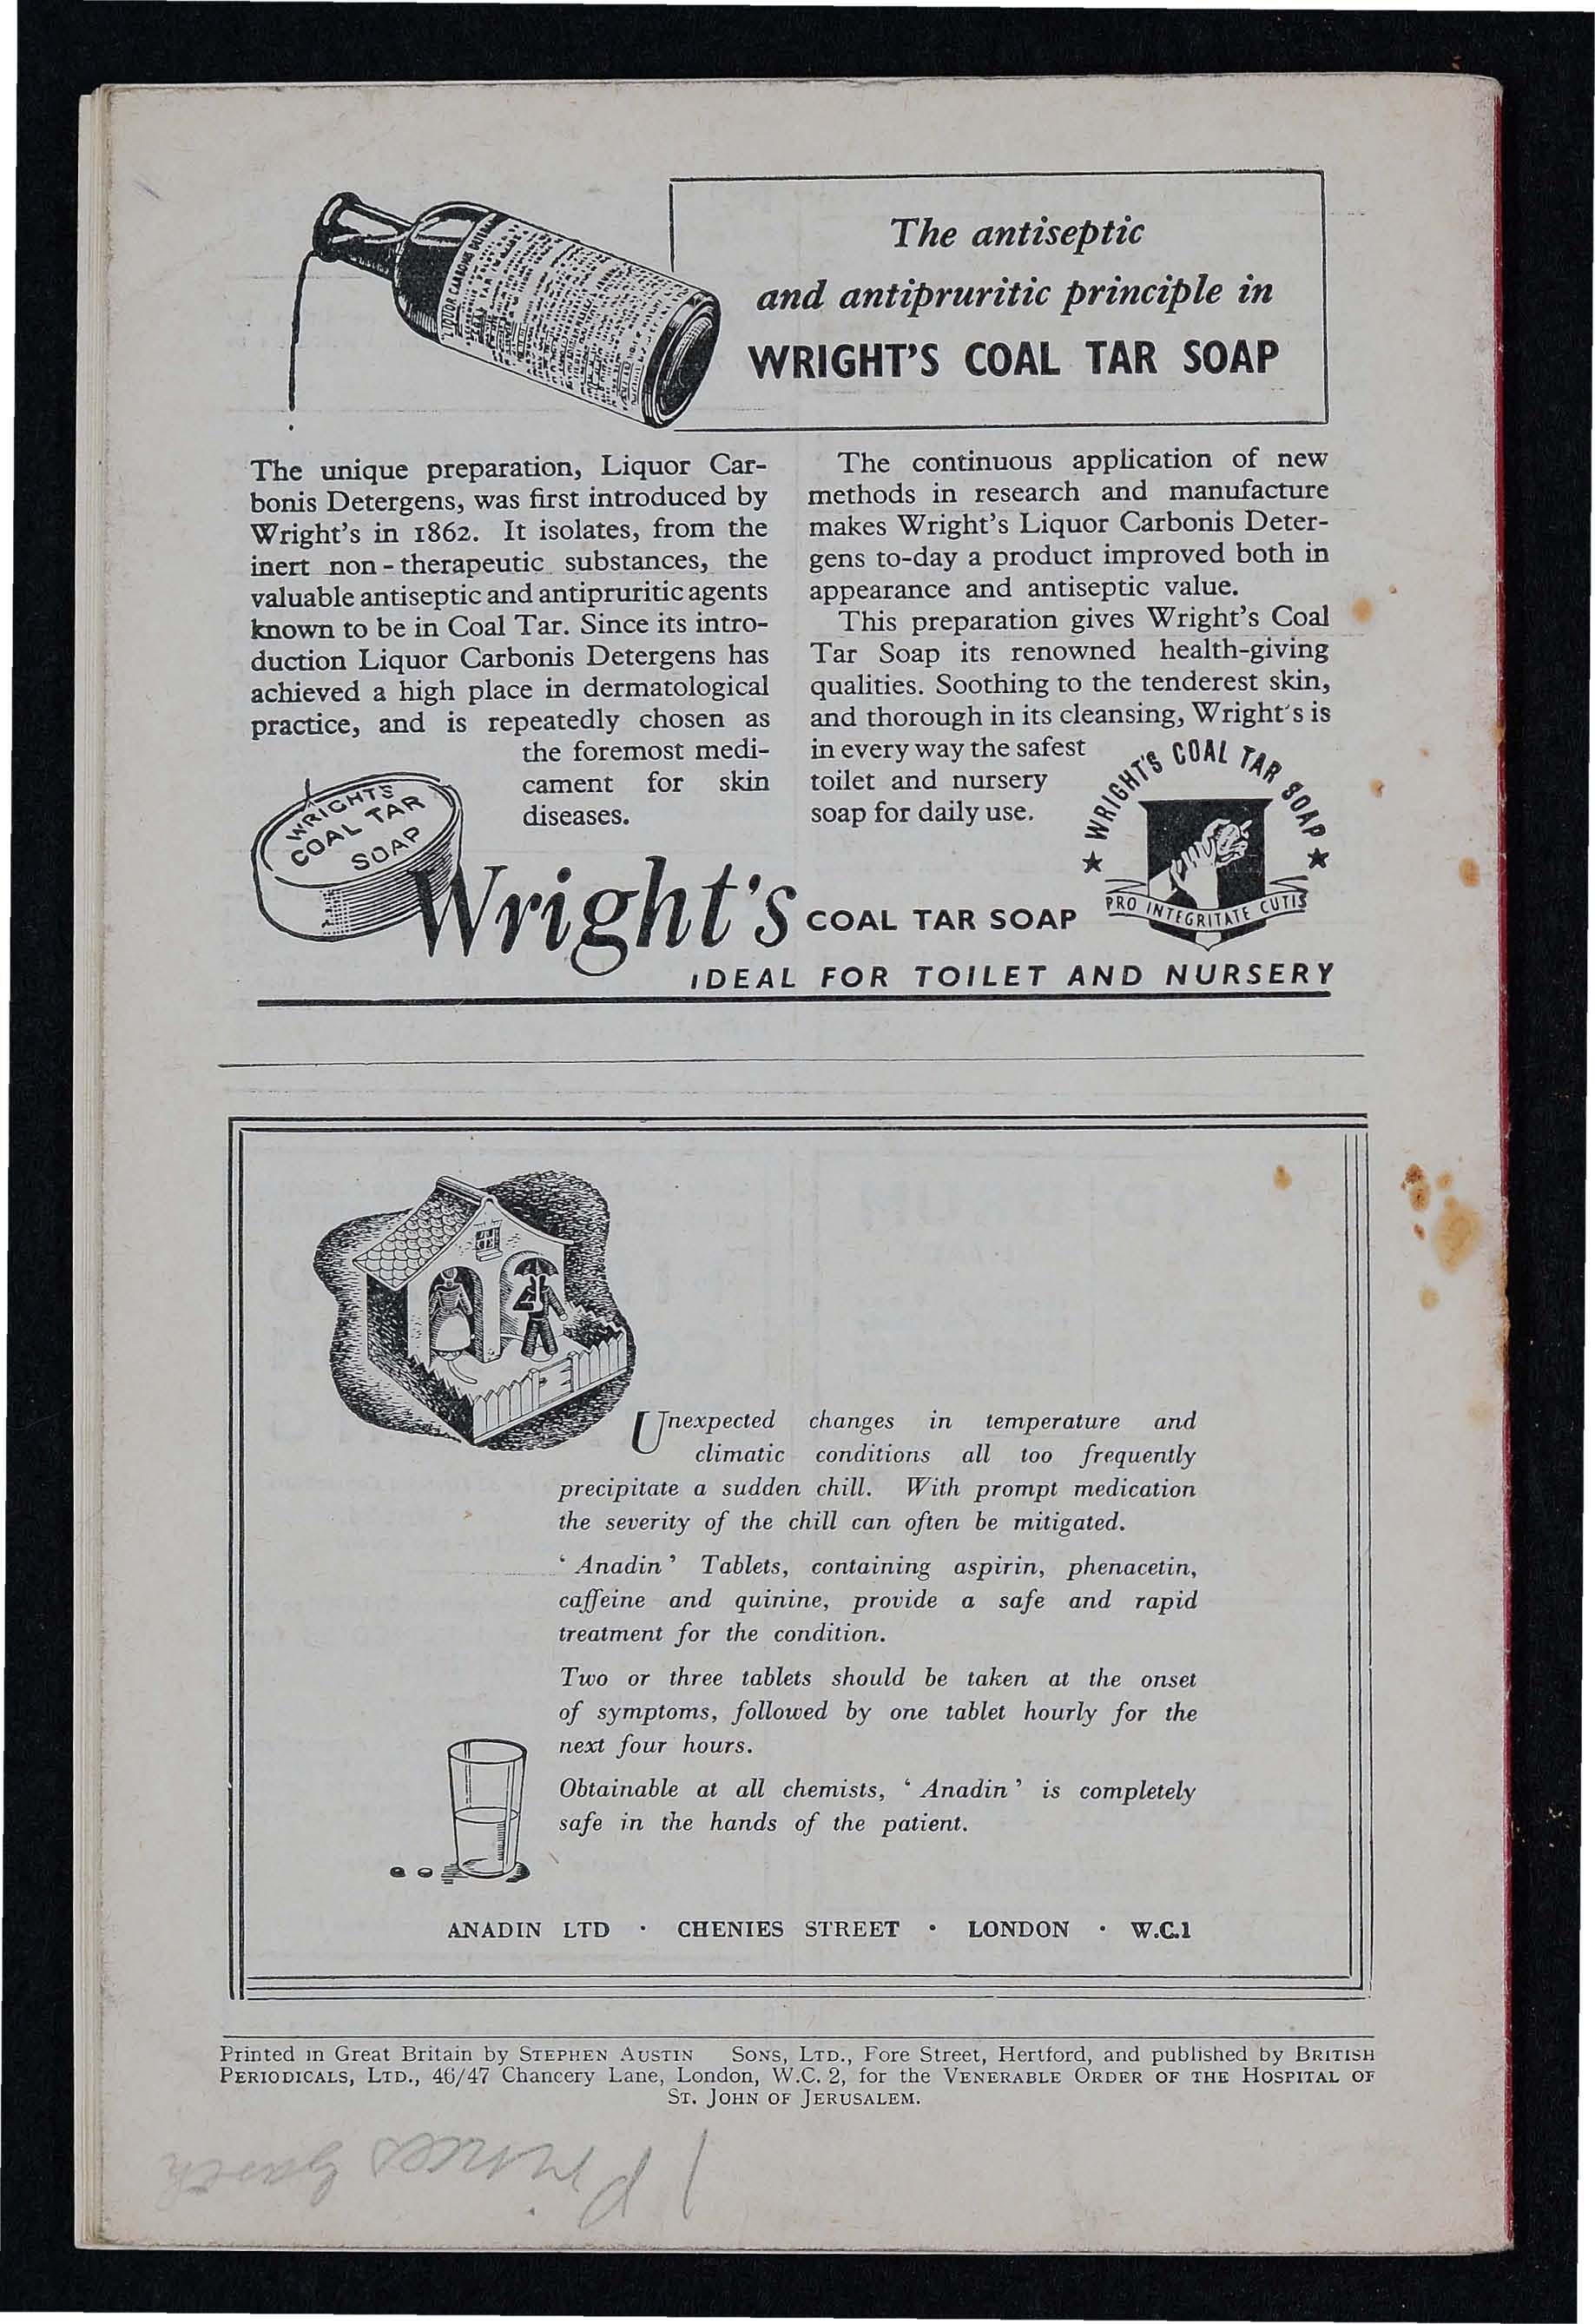 The antiseptic
and antipruritic principle in
WRIGHT'S COAL TAR SOAP
LIQUOR CARBONIS
The unique preparation, Liquor Car-
bonis Detergens, was first introduced by
Wright's in 1862. It isolates, from the
inert non-therapeutic substances, the
valuable antiseptic and antipruritic agents
known to be in Coal Tar. Since its intro-
duction Liquor Carbonis Detergens has
achieved a high place in dermatological
practice, and is repeatedly chosen as
the foremost medi-
cament for skin
diseases.
The continuous application of new
methods in research and manufacture
makes Wright's Liquor Carbonis Deter-
gens to-day a product improved both in
appearance and antiseptic value.
This preparation gives Wright's Coal
Tar Soap its renowned health-giving
qualities. Soothing to the tenderest skin,
and thorough in its cleansing, Wright's is
in every way the safest
toilet and nursery
soap for daily use.
WRIGHTS
COAL TAR
SOAP
★ WRIGHT'S COAL TAR SOAP ★
PRO INTEGRITATE CUTIS
Wright's COAL TAR SOAP
IDEAL FOR TOILET AND NURSERY
Unexpected changes in temperature and
climatic conditions all too frequently
precipitate a sudden chill. With prompt medication
the severity of the chill can often be mitigated.
‘Anadin’ Tablets, containing aspirin, phenacetin,
caffeine and quinine, provide a safe and rapid
treatment for the condition.
Two or three tablets should be taken at the onset
of symptoms, followed by one tablet hourly for the
next four hours.
Obtainable at all chemists, ‘Anadin’ is completely
safe in the hands of the patient.
ANADIN LTD · CHENIES STREET · LONDON · W.C.1
Printed in Great Britain by STEPHEN AUSTIN SONS, LTD., Fore Street, Hertford, and published by BRITISH
PERIODICALS, LTD., 46/47 Chancery Lane, London, W.C. 2, for the VENERABLE ORDER OF THE HOSPITAL OF
ST. JOHN OF JERUSALEM.